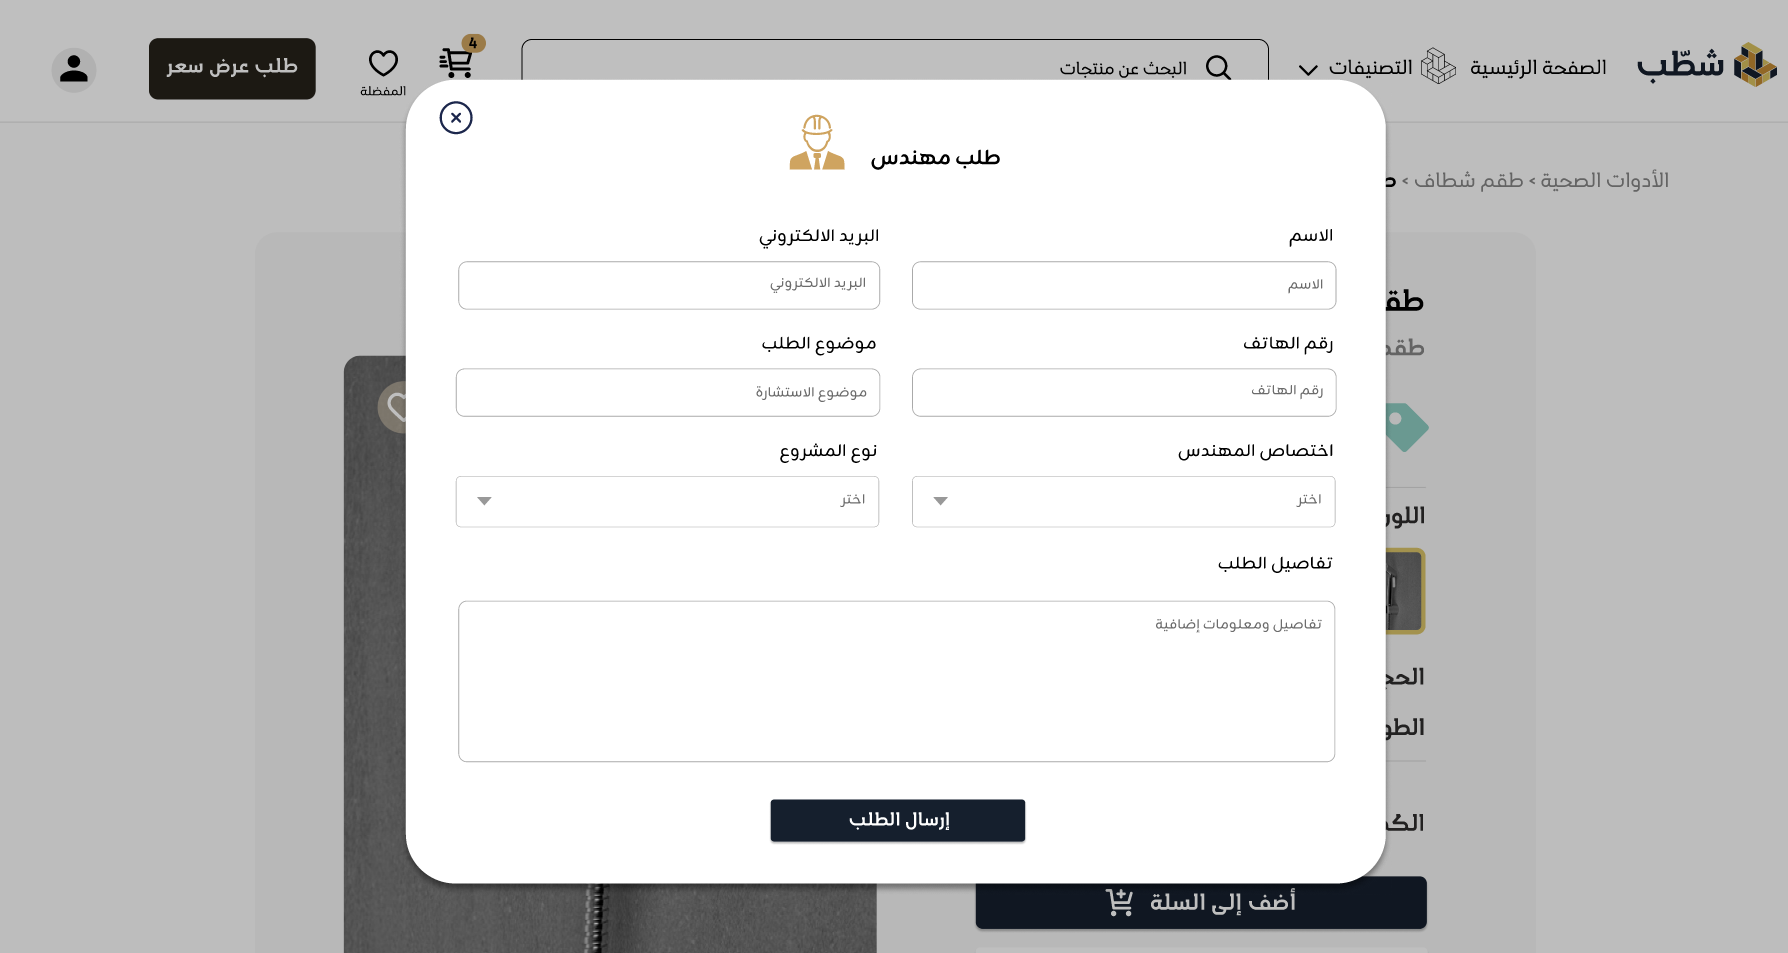 شطّب
الصفحة الرئيسية
التصنيفات
البحث عن منتجات
4
المفضلة
طلب عرض سعر
الأدوات الصحية > طقم شطاف >
طلب مهندس
الاسم
البريد الالكتروني
الاسم
البريد الالكتروني
رقم الهاتف
موضوع الطلب
رقم الهاتف
موضوع الاستشارة
اختصاص المهندس
نوع المشروع
اختر
اختر
تفاصيل الطلب
تفاصيل ومعلومات إضافية
إرسال الطلب
أضف إلى السلة